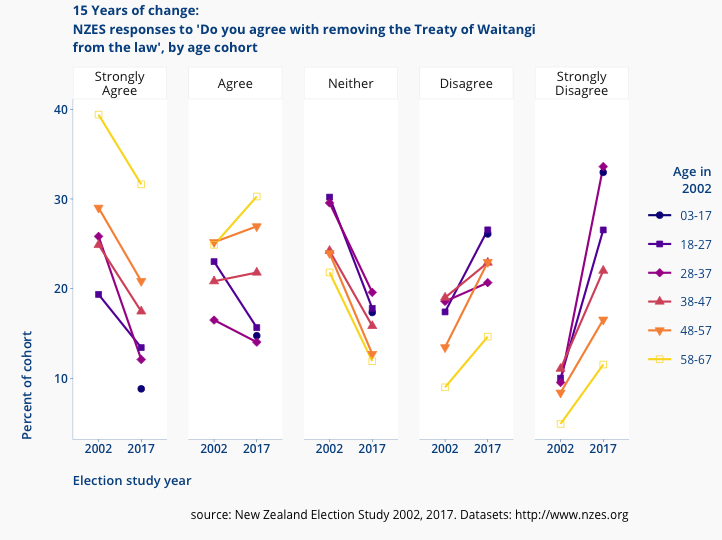 15 Years of change:
NZES responses to 'Do you agree with removing the Treaty of Waitangi
from the law', by age cohort
Strongly
Agree
Agree
Neither
Disagree
Strongly
Disagree
40
30
20
10
Percent of cohort
2002 2017
2002 2017
2002 2017
2002 2017
2002 2017
Election study year
Age in
2002
03-17
18-27
28-37
38-47
48-57
58-67
source: New Zealand Election Study 2002, 2017. Datasets: http://www.nzes.org